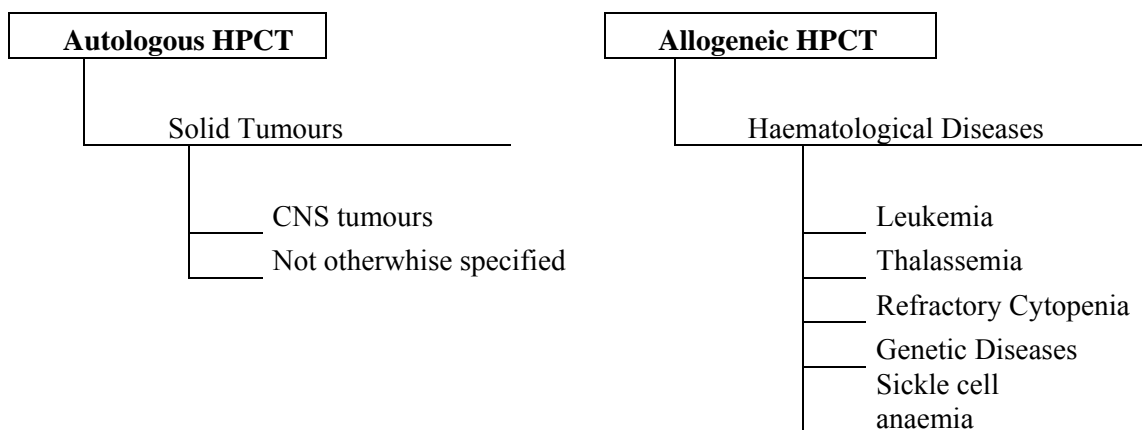 Autologous HPCT
Solid Tumours
CNS tumours
Not otherwhise specified
Allogeneic HPCT
Haematological Diseases
Leukemia
Thalassemia
Refractory Cytopenia
Genetic Diseases
Sickle cell
anaemia